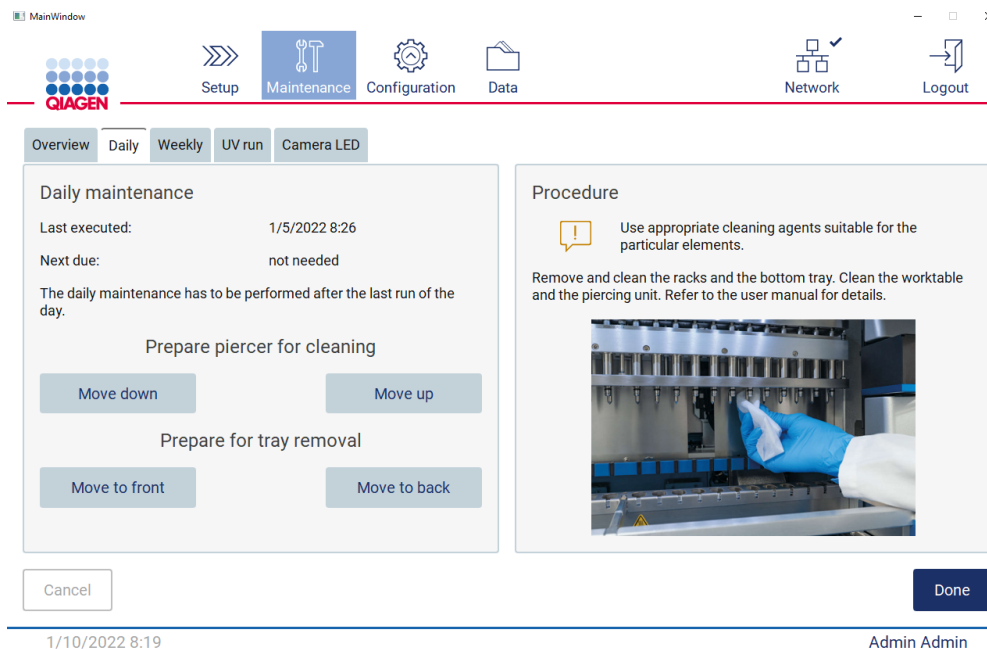 MainWindow
QIAGEN
Setup
Maintenance
Configuration
Data
Network
Logout
Overview
Daily
Weekly
UV run
Camera LED
Daily maintenance
Last executed: 1/5/2022 8:26
Next due: not needed
The daily maintenance has to be performed after the last run of the
day.
Prepare piercer for cleaning
Move down
Move up
Prepare for tray removal
Move to front
Move to back
Procedure
Use appropriate cleaning agents suitable for the
particular elements.
Remove and clean the racks and the bottom tray. Clean the worktable
and the piercing unit. Refer to the user manual for details.
Cancel
Done
1/10/2022 8:19
Admin Admin